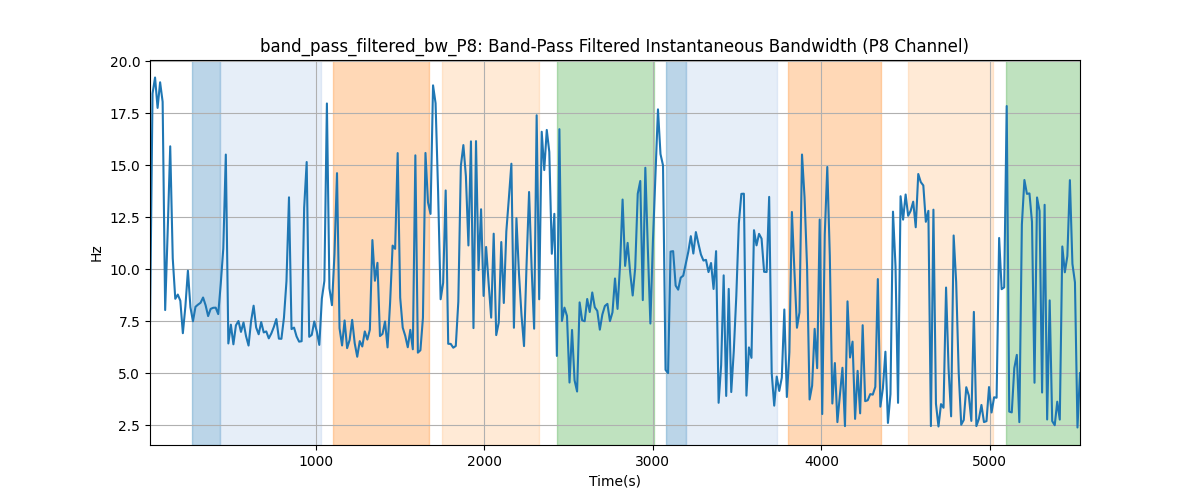 band_pass_filtered_bw_P8: Band-Pass Filtered Instantaneous Bandwidth (P8 Channel)
20.0
17.5
15.0
12.5
10.0
7.5
5.0
2.5
Hz
1000 2000 3000 4000 5000
Time(s)